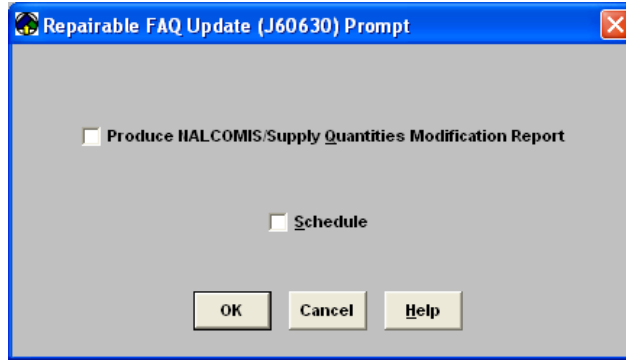 Repairable FAQ Update (J60630) Prompt
Produce NALCOMIS/Supply Quantities Modification Report
Schedule
OK Cancel Help